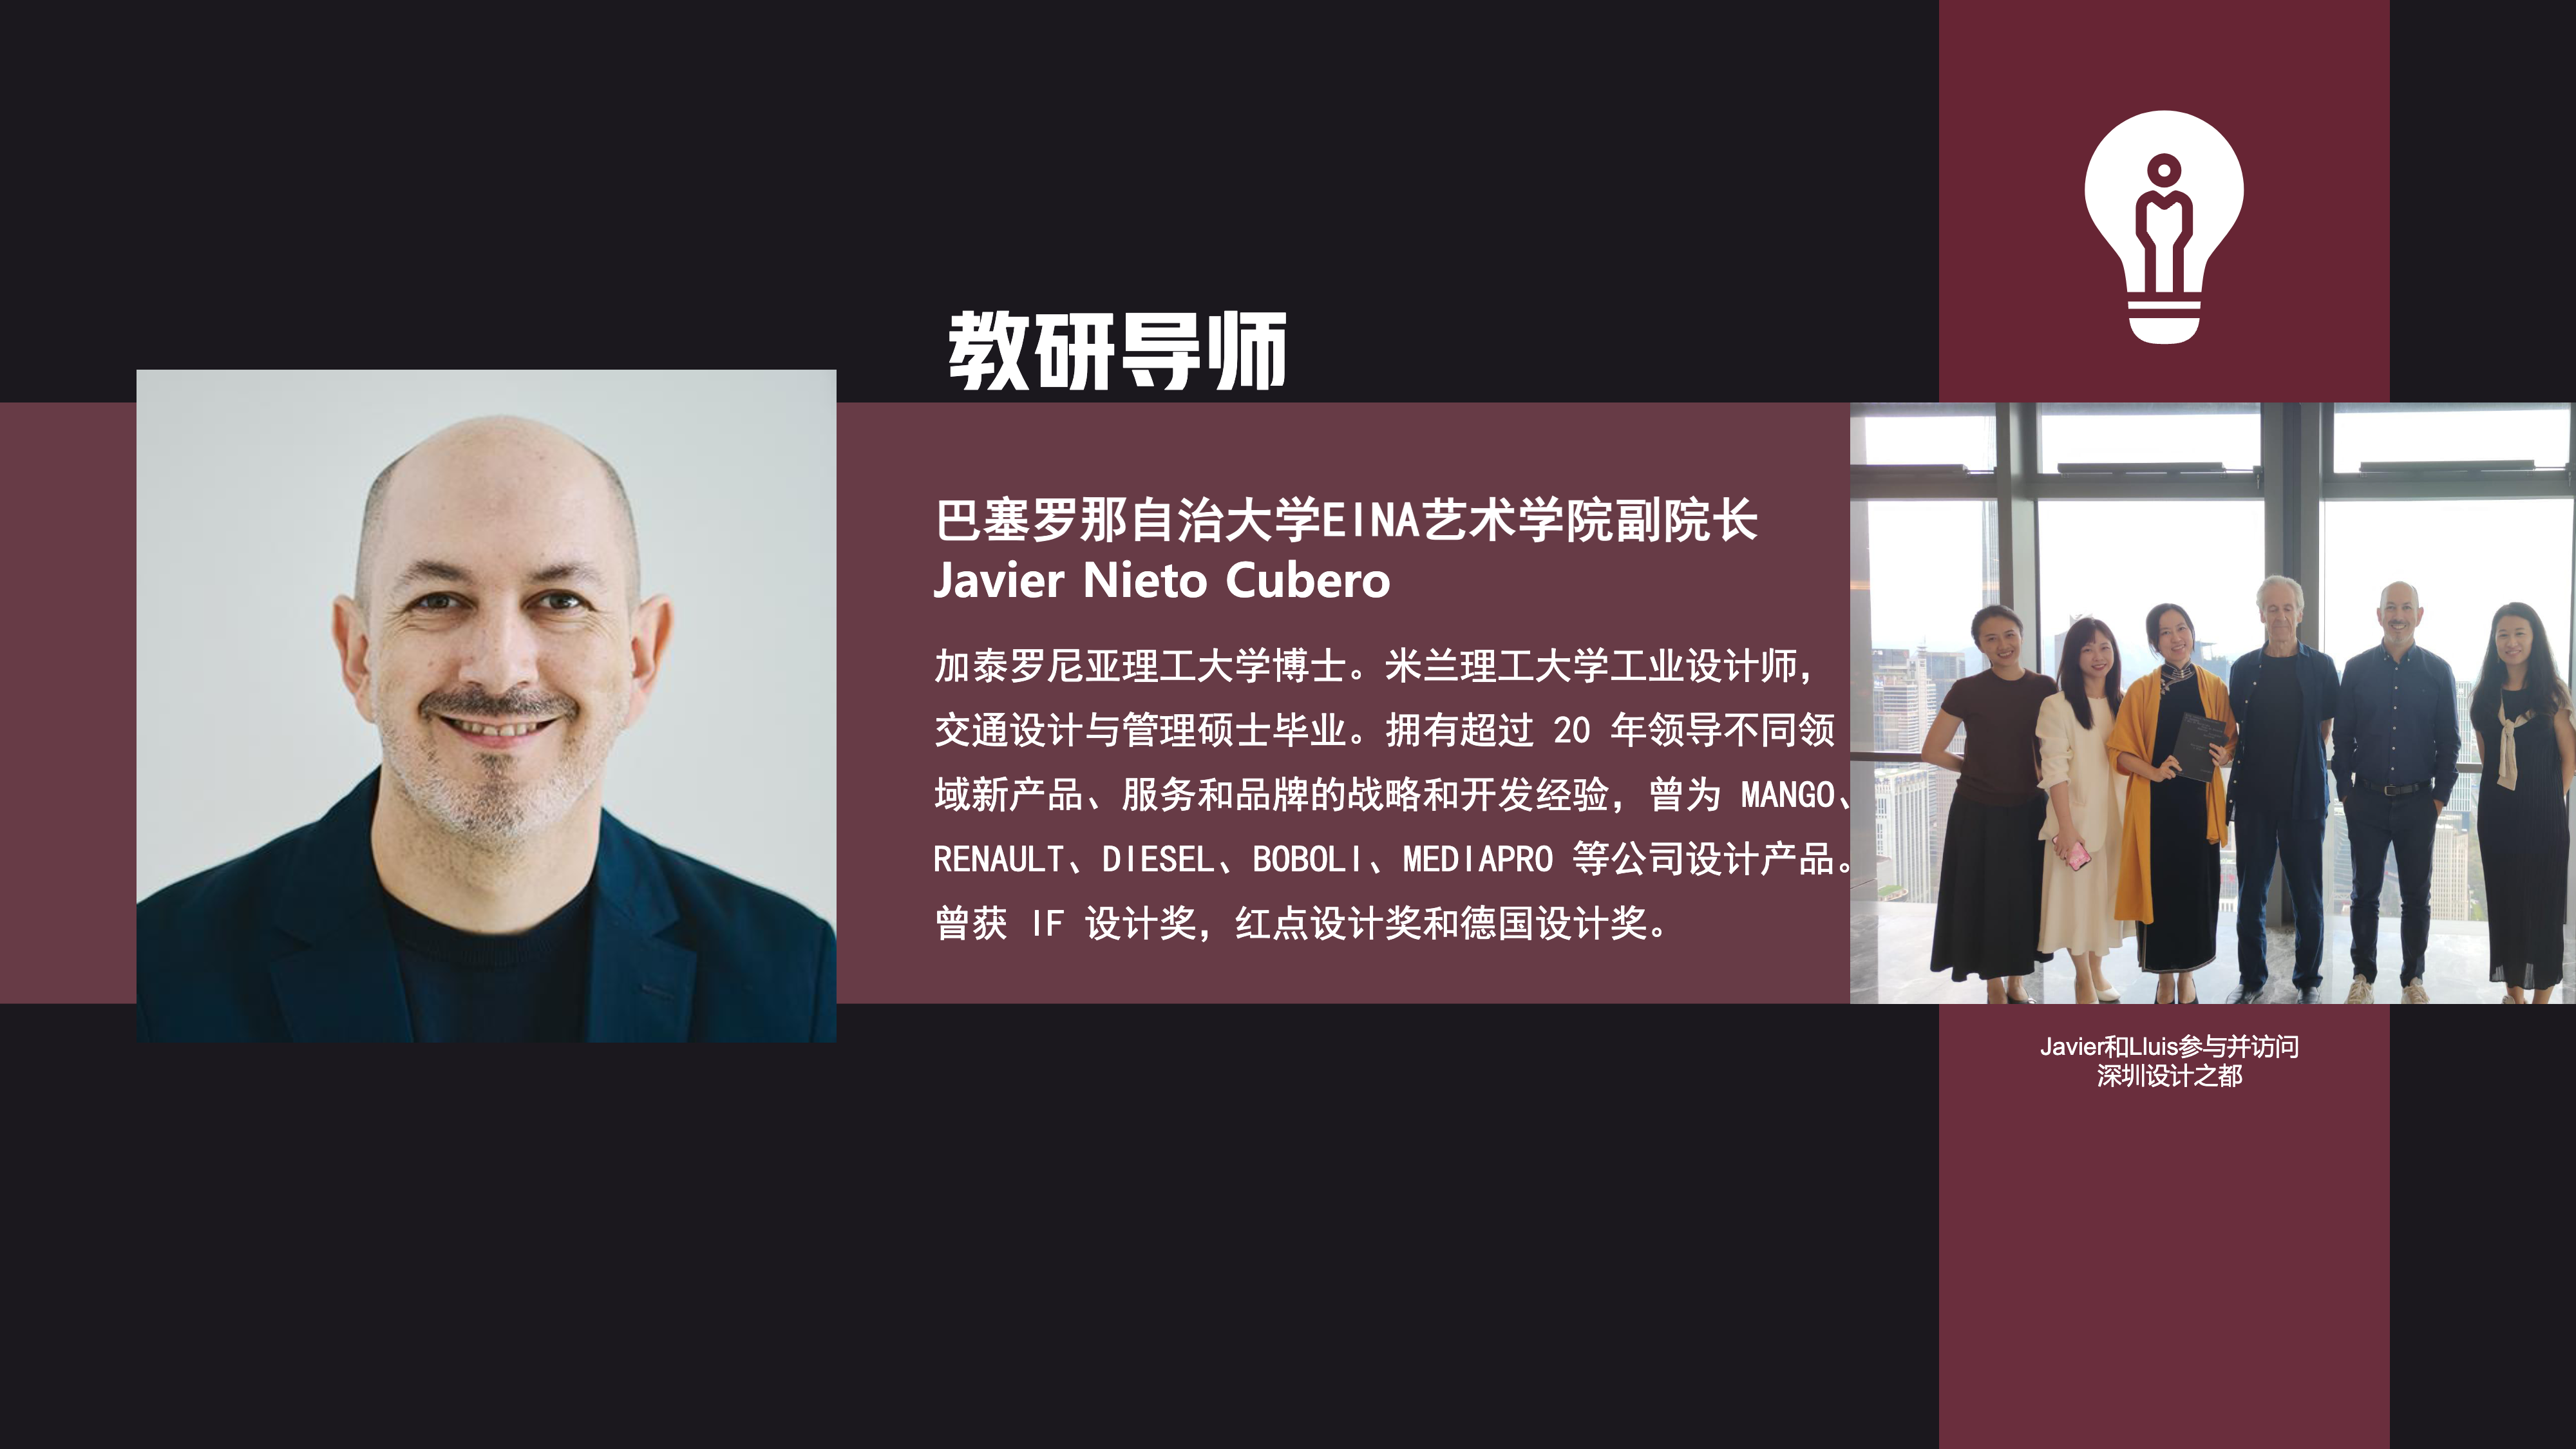 教研导师
巴塞罗那自治大学EINA艺术学院副院长
Javier Nieto Cubero
加泰罗尼亚理工大学博士。米兰理工大学工业设计师，
交通设计与管理硕士毕业。拥有超过 20 年领导不同领
域新产品、服务和品牌的战略和开发经验，曾为 MANGO、
RENAULT、DIESEL、BOBOLI、MEDIAPRO 等公司设计产品。
曾获 IF 设计奖，红点设计奖和德国设计奖。
Javier和Lluis参与并访问
深圳设计之都